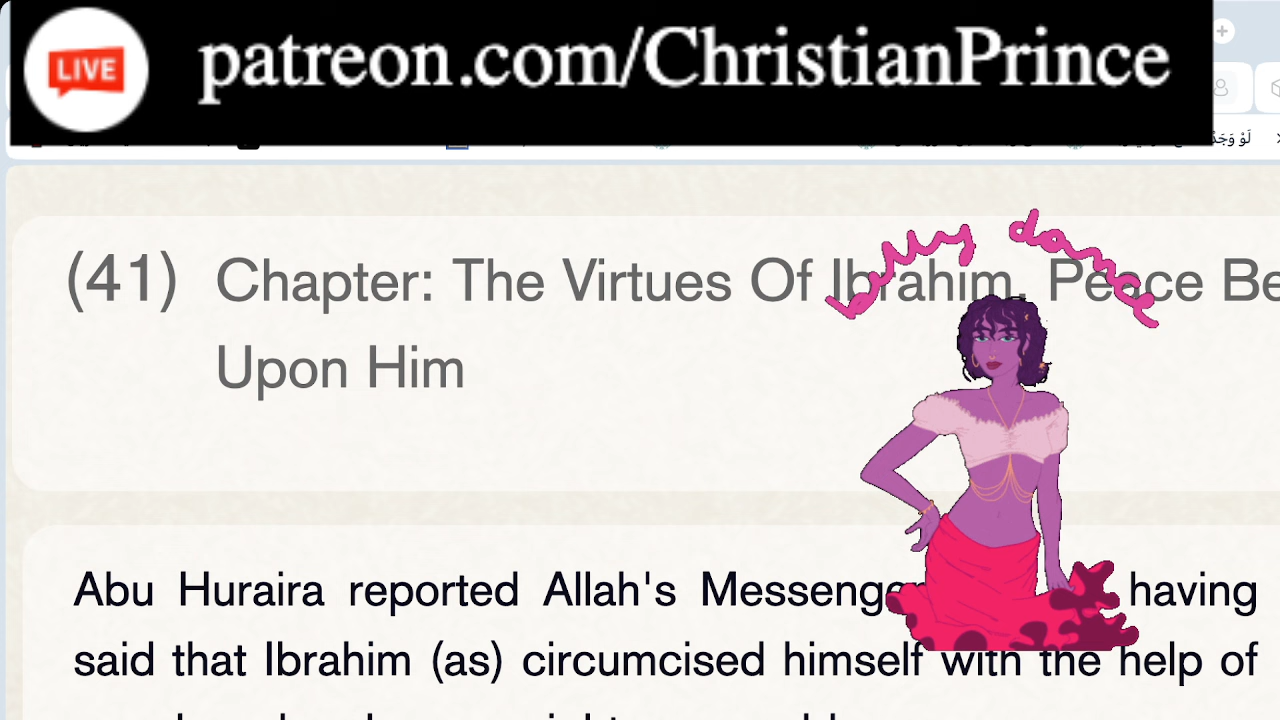 LIVE
patreon.com/ChristianPrince
(41) Chapter: The Virtues Of Ibrahim, Peace Be
Upon Him
belly dance
Abu Huraira reported Allah's having
said that Ibrahim (as) circumcised himself with the help of